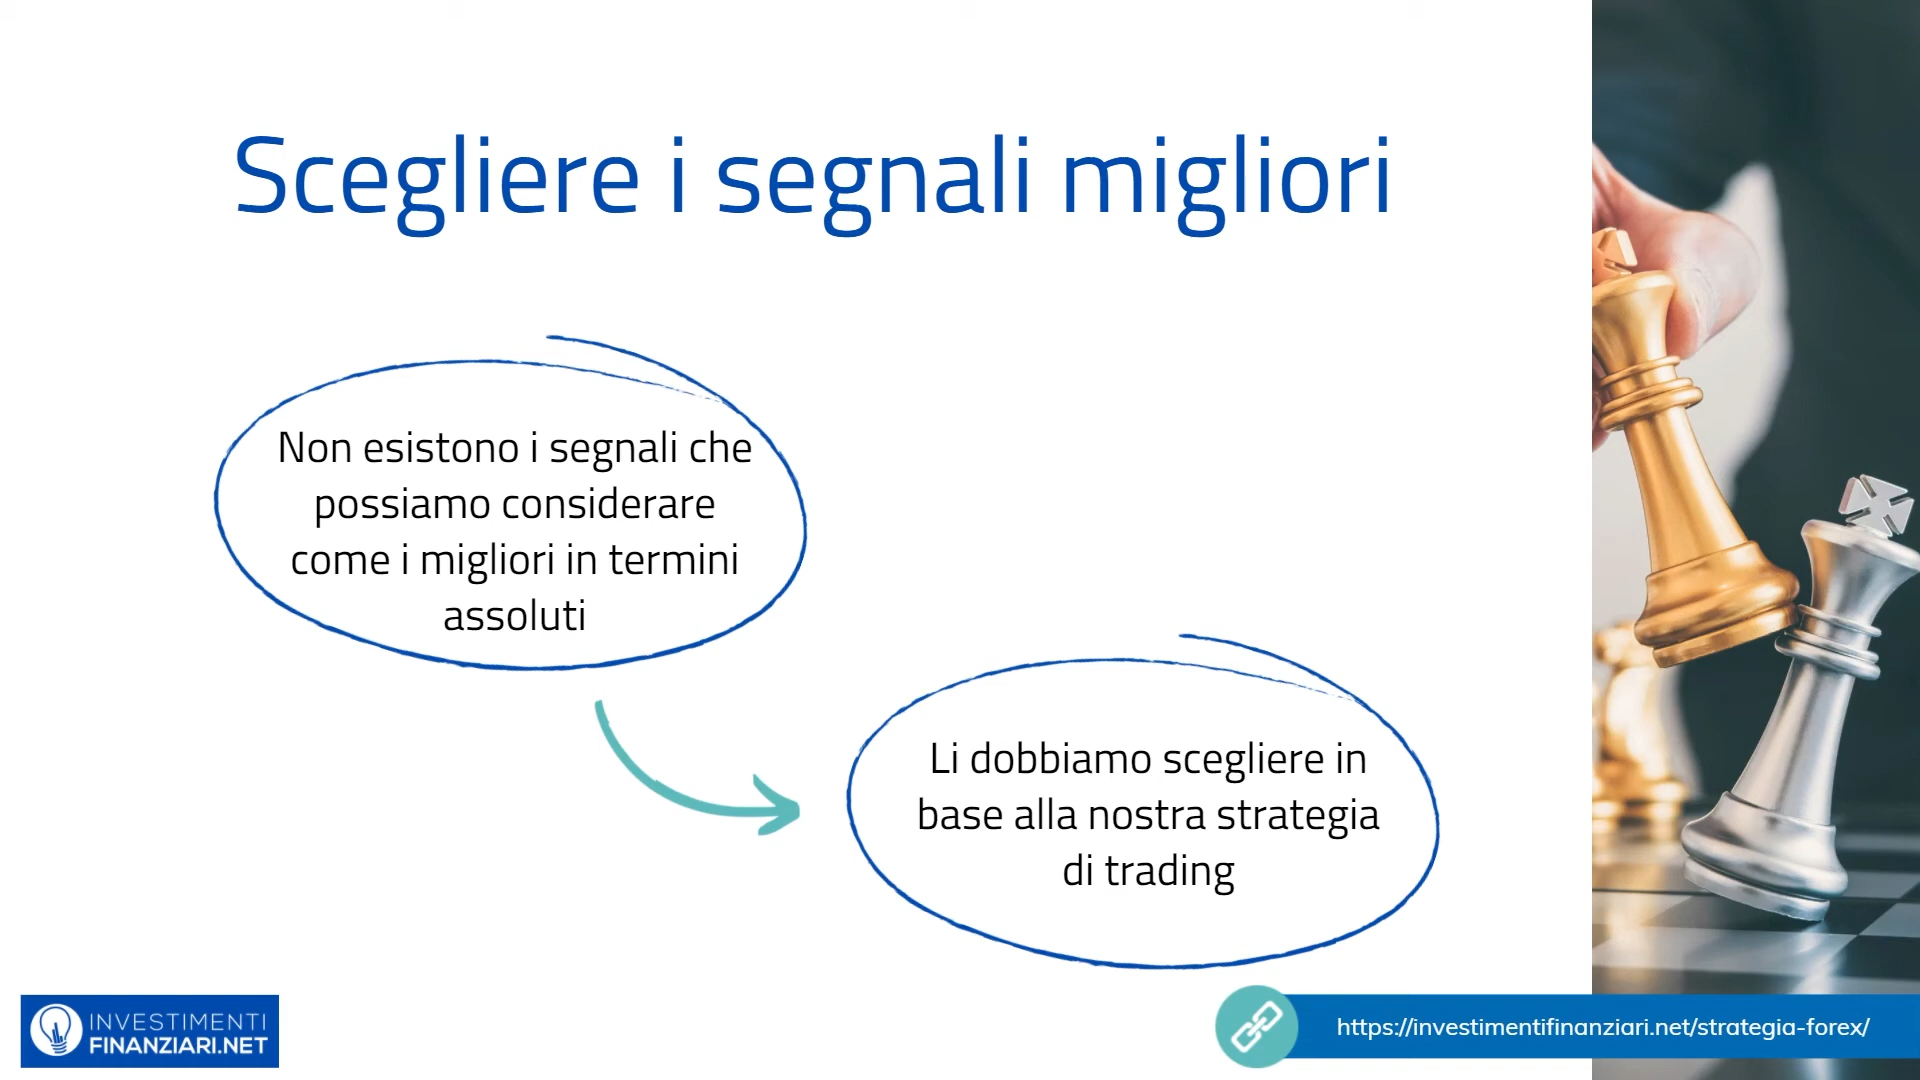 Scegliere i segnali migliori
Non esistono i segnali che
possiamo considerare
come i migliori in termini
assoluti
Li dobbiamo scegliere in
base alla nostra strategia
di trading
INVESTIMENTI
FINANZIARI.NET
https://investimentifinanziari.net/strategia-forex/